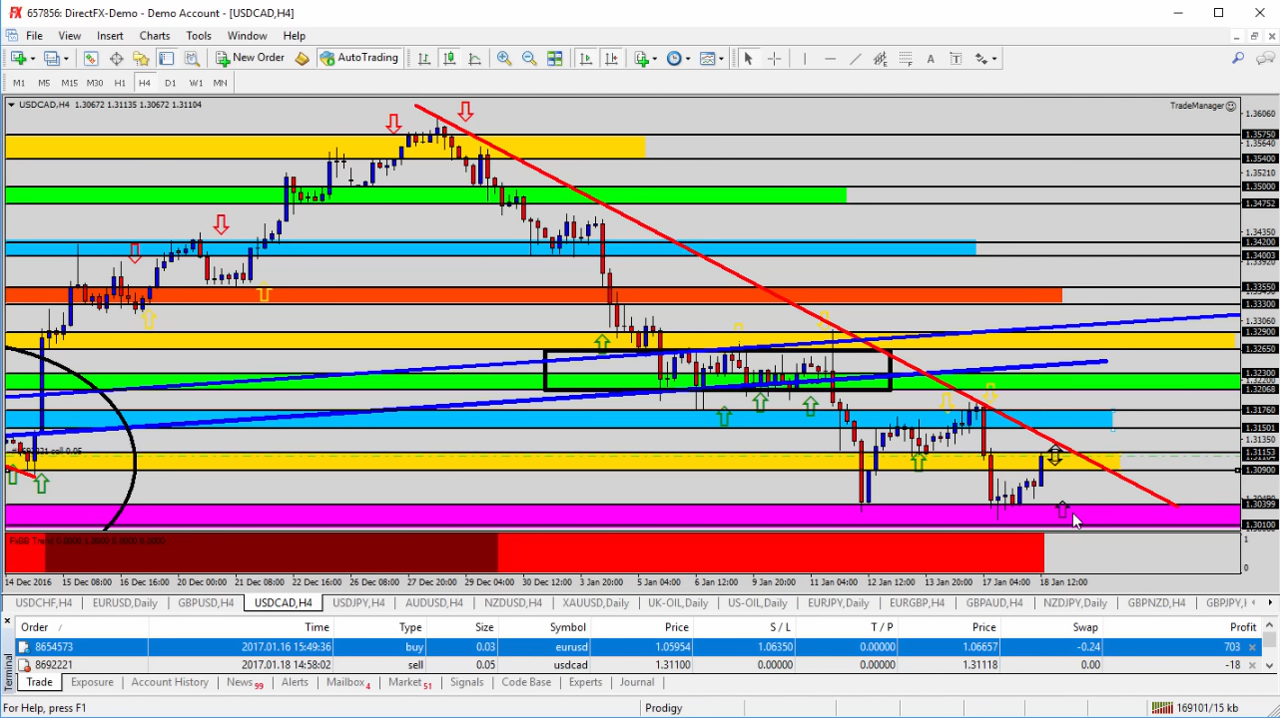 657856: DirectFX-Demo - Demo Account - [USDCAD,H4]
File View Insert Charts Tools Window Help
New Order AutoTrading
M1 M5 M15 M30 H1 H4 D1 W1 MN
USDCAD,H4 1.30672 1.31135 1.30672 1.31104
TradeManager
1.36060
1.35750
1.35640
1.35400
1.35210
1.35000
1.34752
1.34350
1.34200
1.34003
1.33550
1.33300
1.33060
1.32900
1.32650
1.32300
1.32068
1.31760
1.31501
1.31350
1.31153
1.30900
1.30399
1.30100
sell 0.05
FxBB Trend 0.0000 1.0000 0.0000 0.0000
1
0
14 Dec 2016 15 Dec 08:00 16 Dec 16:00 20 Dec 00:00 21 Dec 08:00 22 Dec 16:00 26 Dec 08:00 27 Dec 20:00 29 Dec 04:00 30 Dec 12:00 3 Jan 20:00 5 Jan 04:00 6 Jan 12:00 9 Jan 20:00 11 Jan 04:00 12 Jan 12:00 13 Jan 20:00 17 Jan 04:00 18 Jan 12:00
USDCHF,H4 EURUSD,Daily GBPUSD,H4 USDCAD,H4 USDJPY,H4 AUDUSD,H4 NZDUSD,H4 XAUUSD,Daily UK-OIL,Daily US-OIL,Daily EURJPY,Daily EURGBP,H4 GBPAUD,H4 NZDJPY,Daily GBPNZD,H4 GBPJPY,
Order / Time Type Size Symbol Price S / L T / P Price Swap Profit
8654573 2017.01.16 15:49:36 buy 0.03 eurusd 1.05954 1.06350 0.00000 1.06657 -0.24 703
8692221 2017.01.18 14:58:02 sell 0.05 usdcad 1.31100 0.00000 0.00000 1.31118 0.00 -18
Terminal
Trade Exposure Account History News 99 Alerts Mailbox 4 Market 51 Signals Code Base Experts Journal
For Help, press F1 Prodigy 169101/15 kb